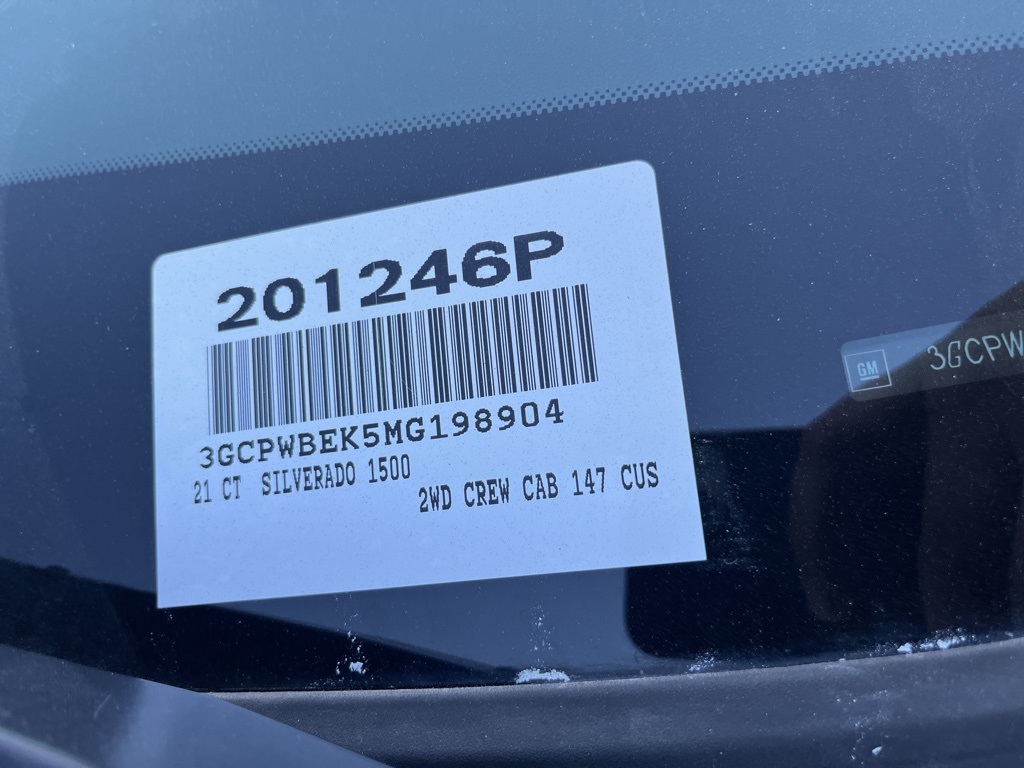 201246P
3GCPWBEK5MG198904
21 CT SILVERADO 1500
2WD CREW CAB 147 CUS
GM
3GCPW